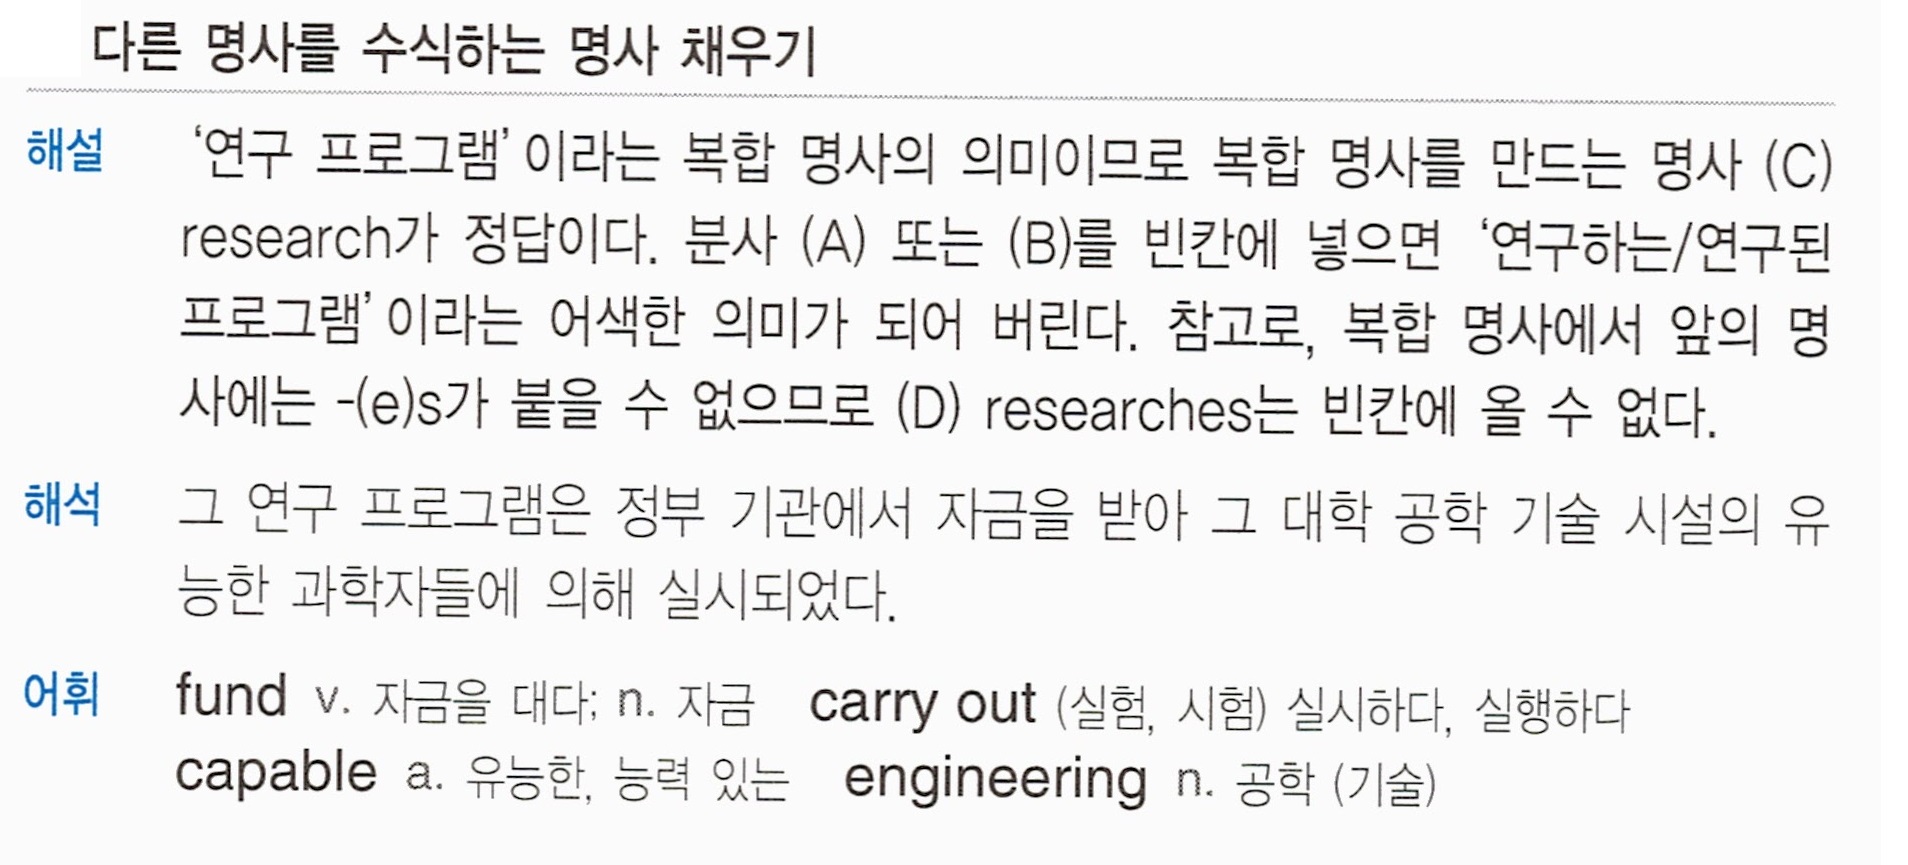 다른 명사를 수식하는 명사 채우기
해설 ‘연구 프로그램’이라는 복합 명사의 의미이므로 복합 명사를 만드는 명사 (C)
research가 정답이다. 분사 (A) 또는 (B)를 빈칸에 넣으면 ‘연구하는/연구된
프로그램’이라는 어색한 의미가 되어 버린다. 참고로, 복합 명사에서 앞의 명
사에는 -(e)s가 붙을 수 없으므로 (D) researches는 빈칸에 올 수 없다.
해석 그 연구 프로그램은 정부 기관에서 자금을 받아 그 대학 공학 기술 시설의 유
능한 과학자들에 의해 실시되었다.
어휘 fund v. 자금을 대다; n. 자금 carry out (실험, 시험) 실시하다, 실행하다
capable a. 유능한, 능력 있는 engineering n. 공학 (기술)